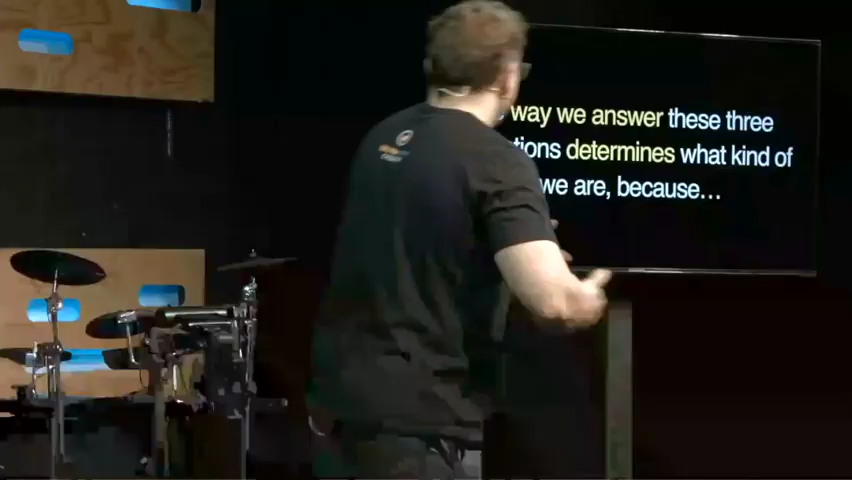 way we answer these three
tions determines what kind of
we are, because…